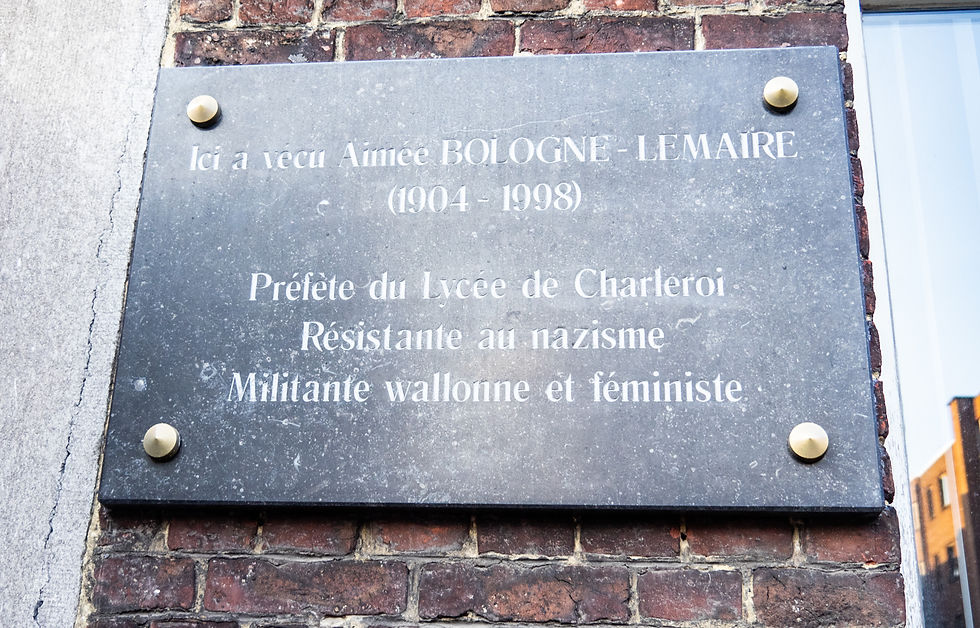 Ici a vécu Aimée BOLOGNE - LEMAIRE
(1904 - 1998)
Préfète du Lycée de Charleroi
Résistante au nazisme
Militante wallonne et féministe